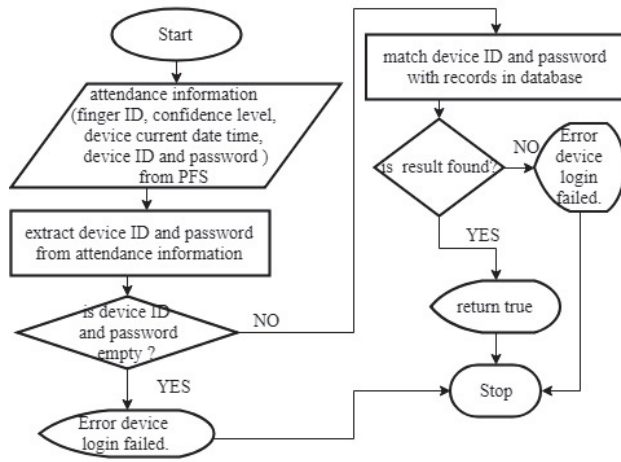 Start
attendance information
(finger ID, confidence level,
device current date time,
device ID and password )
from PFS
extract device ID and password
from attendance information
is device ID
and password
empty ?
NO
YES
Error device
login failed.
match device ID and password
with records in database
is result found?
NO
Error
device
login
failed.
YES
return true
Stop